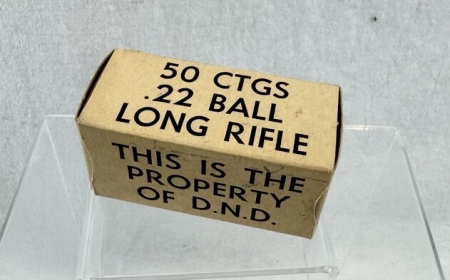 50 CTGS
.22 BALL
LONG RIFLE
THIS IS THE
PROPERTY
OF D.N.D.